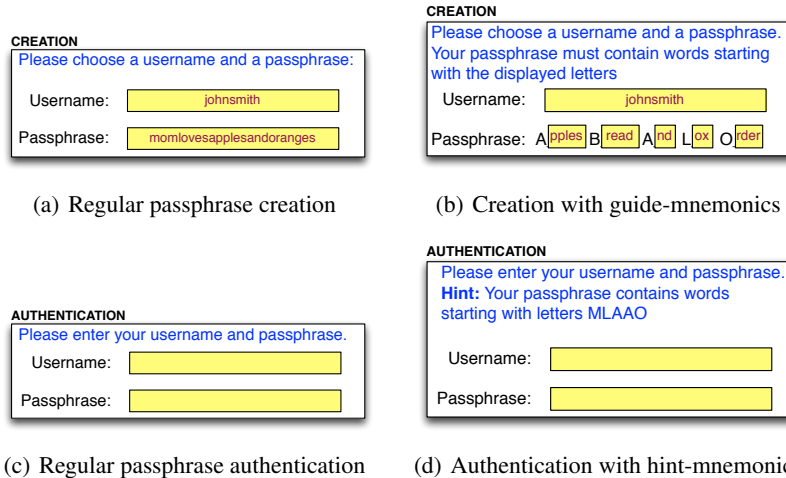 CREATION
Please choose a username and a passphrase:
Username: johnsmith
Passphrase: momlovesapplesandoranges
(a) Regular passphrase creation
CREATION
Please choose a username and a passphrase.
Your passphrase must contain words starting
with the displayed letters
Username: johnsmith
Passphrase: A pples B read A nd L ox O rder
(b) Creation with guide-mnemonics
AUTHENTICATION
Please enter your username and passphrase.
Username:
Passphrase:
(c) Regular passphrase authentication
AUTHENTICATION
Please enter your username and passphrase.
Hint: Your passphrase contains words
starting with letters MLAAO
Username:
Passphrase:
(d) Authentication with hint-mnemonic